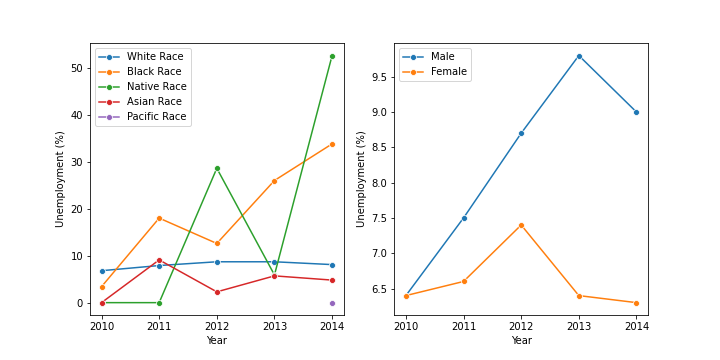 White Race
Black Race
Native Race
Asian Race
Pacific Race
50
40
30
20
10
0
Unemployment (%)
2010 2011 2012 2013 2014
Year
Male
Female
9.5
9.0
8.5
8.0
7.5
7.0
6.5
Unemployment (%)
2010 2011 2012 2013 2014
Year